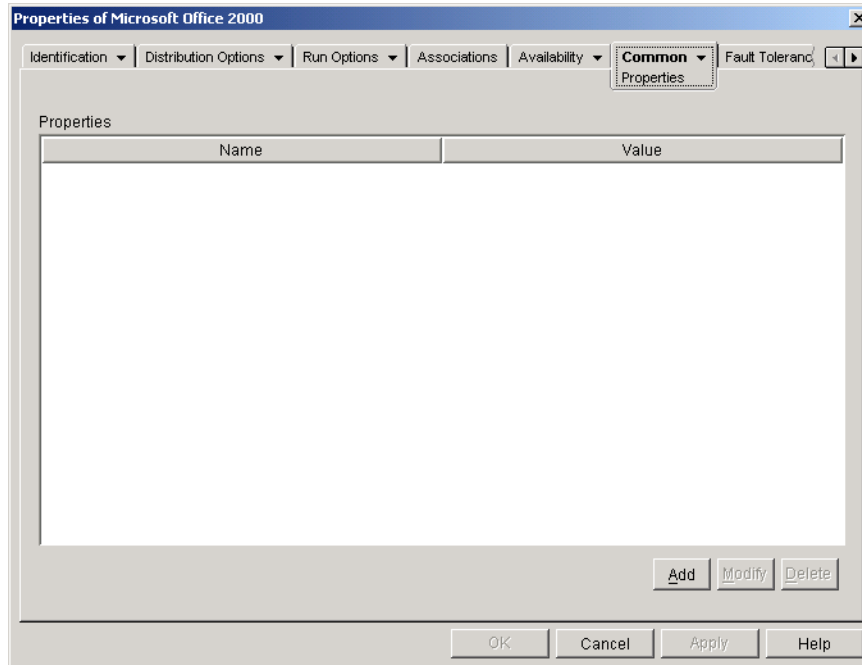 Properties of Microsoft Office 2000
Identification Distribution Options Run Options Associations Availability Common Fault Toleranc
Properties
Properties
Name Value
Add Modify Delete
OK Cancel Apply Help